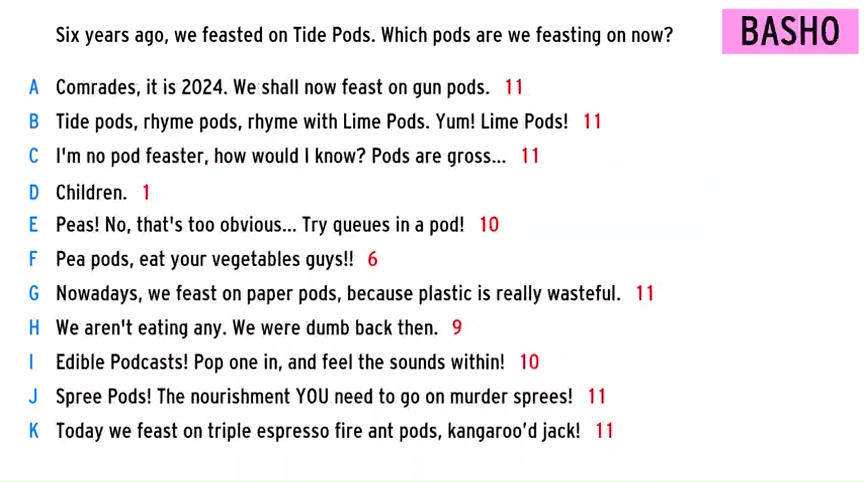 Six years ago, we feasted on Tide Pods. Which pods are we feasting on now?
BASHO
A Comrades, it is 2024. We shall now feast on gun pods. 11
B Tide pods, rhyme pods, rhyme with Lime Pods. Yum! Lime Pods! 11
C I'm no pod feaster, how would I know? Pods are gross... 11
D Children. 1
E Peas! No, that's too obvious... Try queues in a pod! 10
F Pea pods, eat your vegetables guys!! 6
G Nowadays, we feast on paper pods, because plastic is really wasteful. 11
H We aren't eating any. We were dumb back then. 9
I Edible Podcasts! Pop one in, and feel the sounds within! 10
J Spree Pods! The nourishment YOU need to go on murder sprees! 11
K Today we feast on triple espresso fire ant pods, kangaroo'd jack! 11